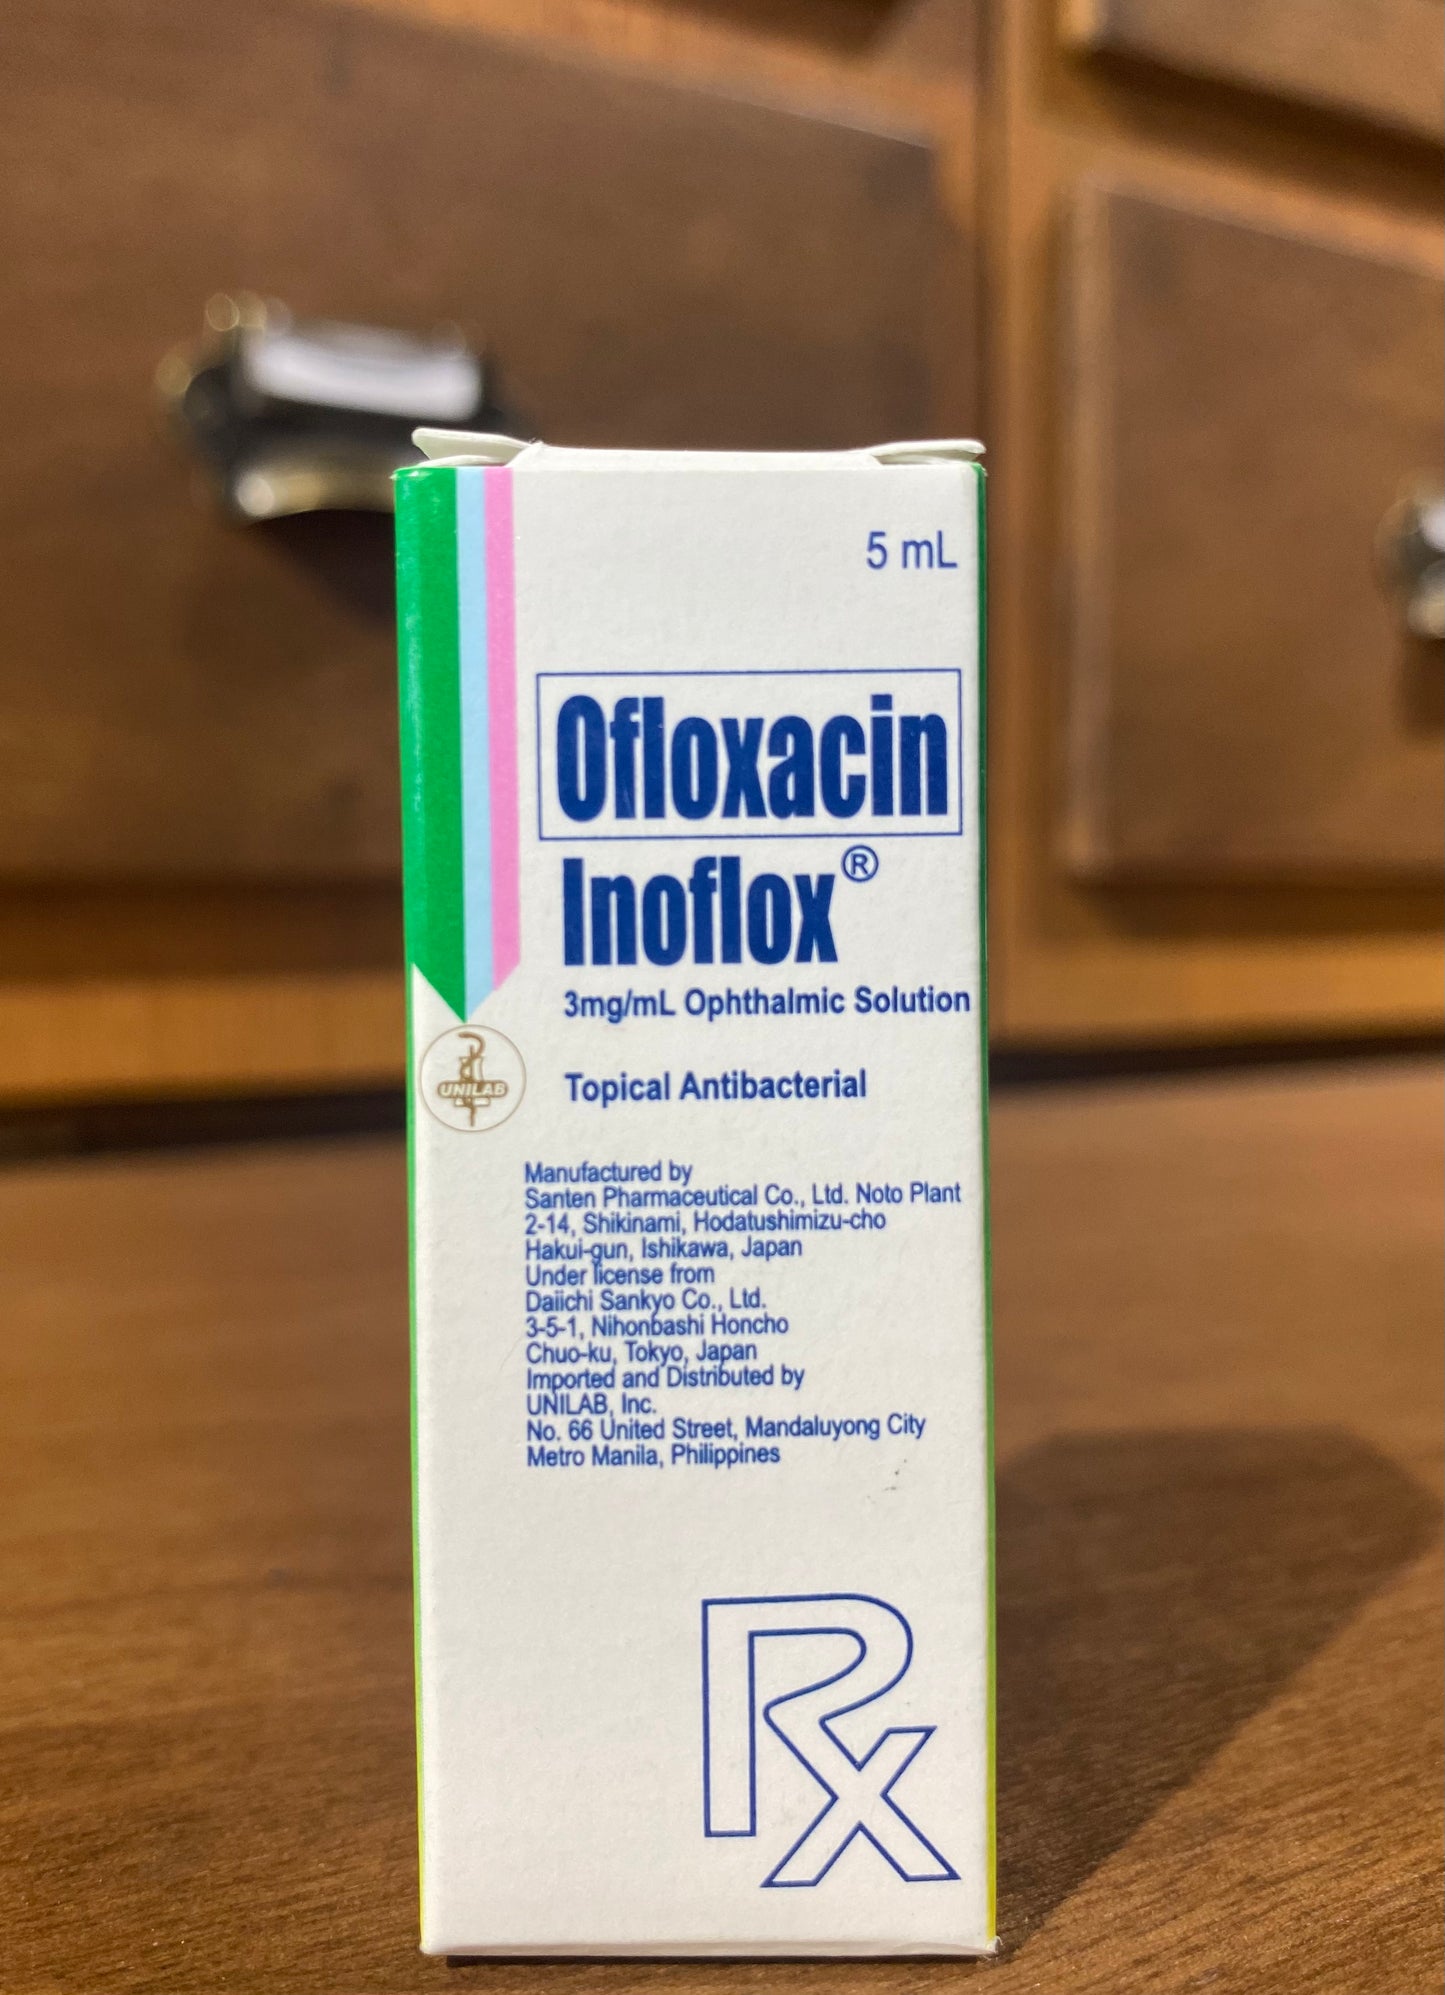 5 mL
Ofloxacin
Inoflox®
3mg/mL Ophthalmic Solution
UNILAB
Topical Antibacterial
Manufactured by
Santen Pharmaceutical Co., Ltd. Noto Plant
2-14, Shikinami, Hodatushimizu-cho
Hakui-gun, Ishikawa, Japan
Under license from
Daiichi Sankyo Co., Ltd.
3-5-1, Nihonbashi Honcho
Chuo-ku, Tokyo, Japan
Imported and Distributed by
UNILAB, Inc.
No. 66 United Street, Mandaluyong City
Metro Manila, Philippines
Rx